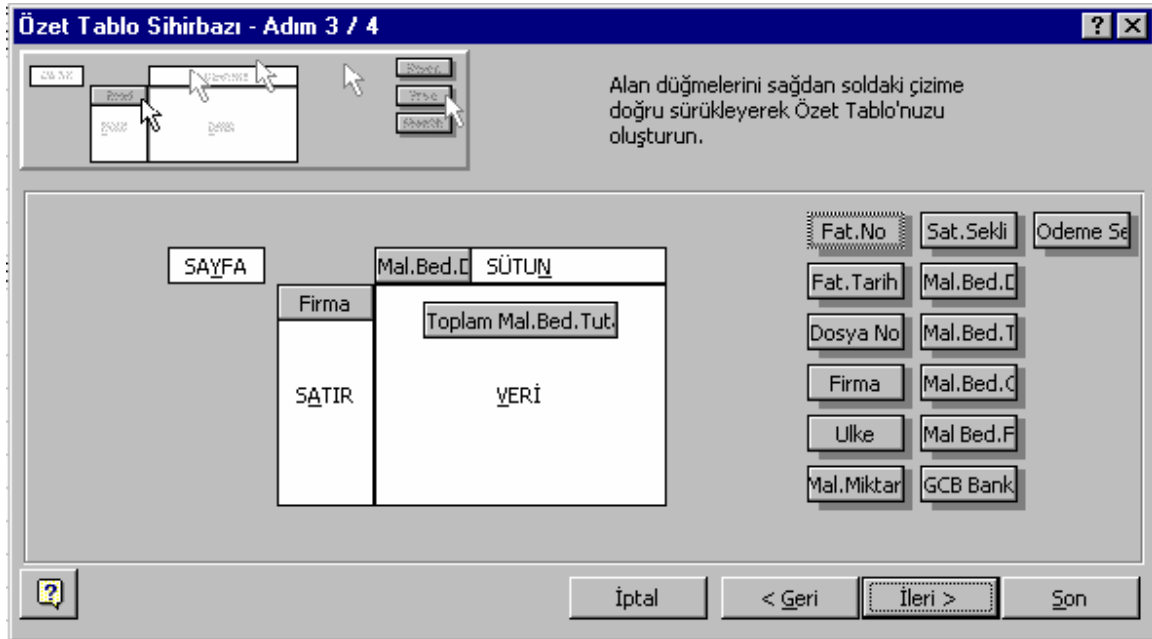 Özet Tablo Sihirbazı - Adım 3 / 4
Alan düğmelerini sağdan soldaki çizime
doğru sürükleyerek Özet Tablo'nuzu
oluşturun.
SAYFA
Mal.Bed.D
SÜTUN
Firma
Toplam Mal.Bed.Tut.
SATIR
VERİ
Fat.No
Sat.Sekli
Odeme Se
Fat.Tarih
Mal.Bed.D
Dosya No
Mal.Bed.T
Firma
Mal.Bed.C
Ulke
Mal Bed.F
Mal.Miktar
GCB Bank
İptal
< Geri
İleri >
Son